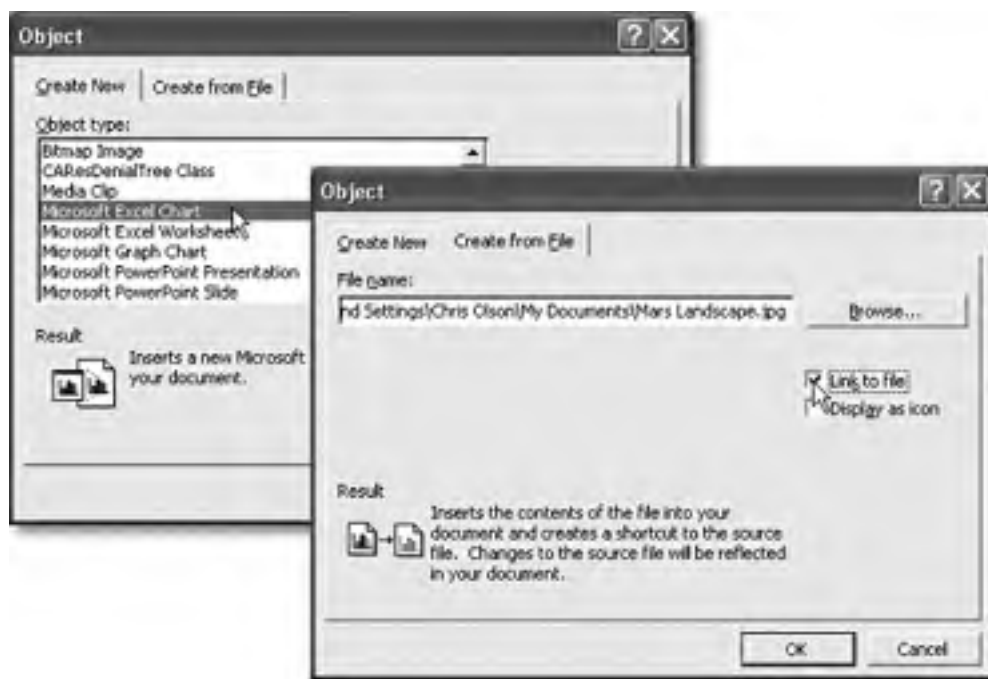 Object
Create New
Create from File
Object type:
Bitmap Image
CAResDenialTree Class
Media Clip
Microsoft Excel Chart
Microsoft Excel Worksheets
Microsoft Graph Chart
Microsoft PowerPoint Presentation
Microsoft PowerPoint Slide
Result
Inserts a new Microsoft
your document.
Object
Create New
Create from File
File name:
nd Settings\Chris Olson\My Documents\Mars Landscape.jpg
Browse...
Link to file
Display as icon
Result
Inserts the contents of the file into your
document and creates a shortcut to the source
file. Changes to the source file will be reflected
in your document.
OK
Cancel